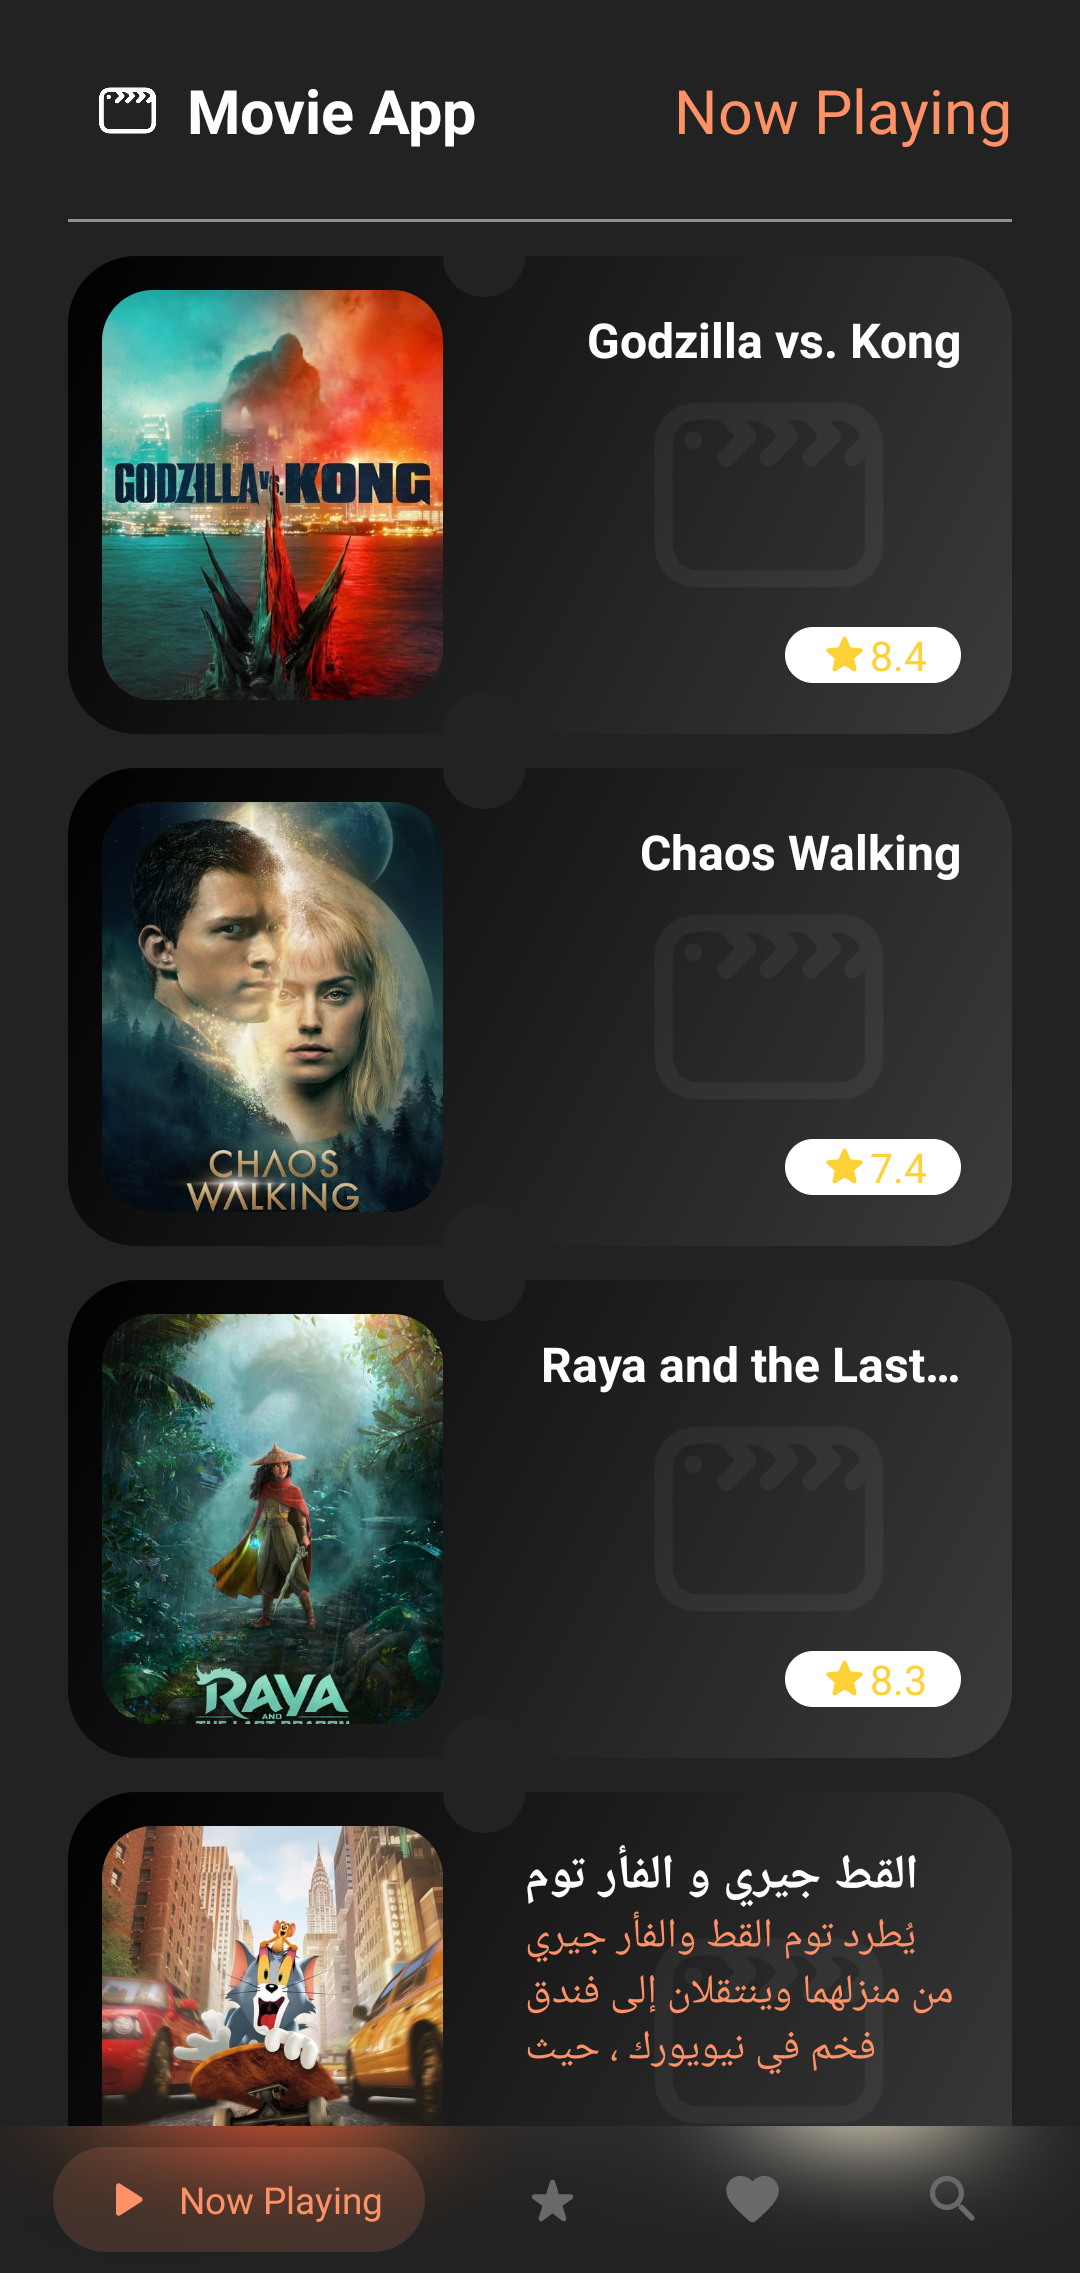 Movie App
Now Playing
GODZILLA VS. KONG
Godzilla vs. Kong
8.4
CHAOS
WALKING
Chaos Walking
7.4
RAYA
AND
THE LAST DRAGON
Raya and the Last...
8.3
القط جيري و الفأر توم
يُطرد توم القط والفأر جيري
من منزلهما وينتقلان إلى فندق
فخم في نيويورك ، حيث
Now Playing